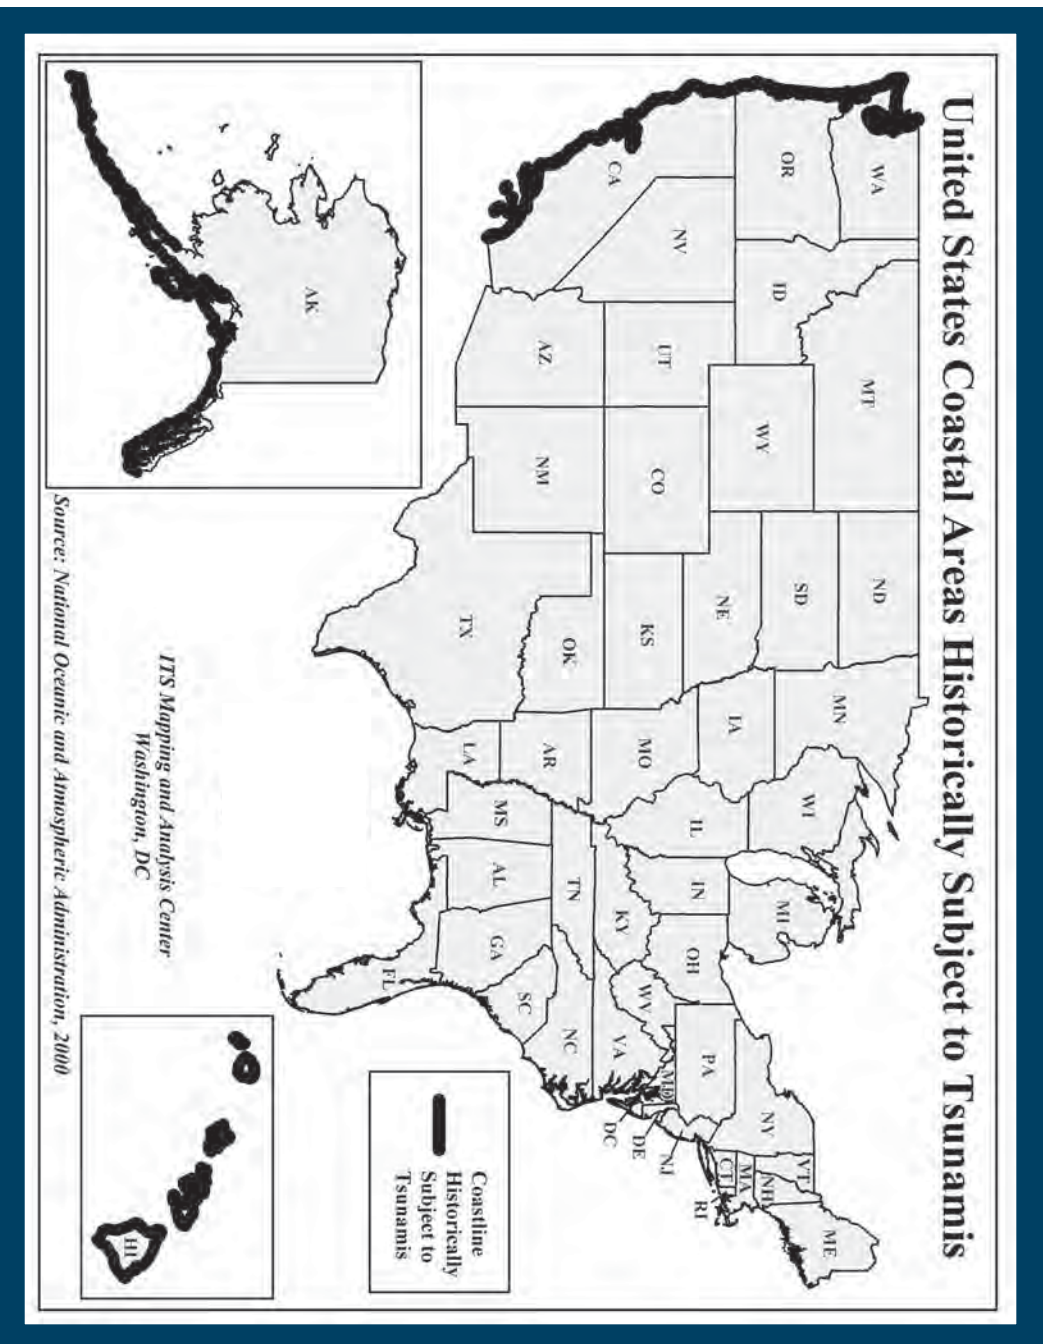 United States Coastal Areas Historically Subject to Tsunamis
WA
OR
CA
NV
ID
MT
WY
UT
AZ
CO
NM
ND
SD
NE
KS
OK
TX
MN
IA
MO
AR
LA
WI
IL
MS
MI
IN
KY
TN
AL
OH
WV
VA
NC
SC
GA
FL
PA
NY
VT
NH
ME
MA
CT
RI
NJ
DE
MD
DC
AK
HI
Coastline
Historically
Subject to
Tsunamis
ITS Mapping and Analysis Center
Washington, DC
Source: National Oceanic and Atmospheric Administration, 2000